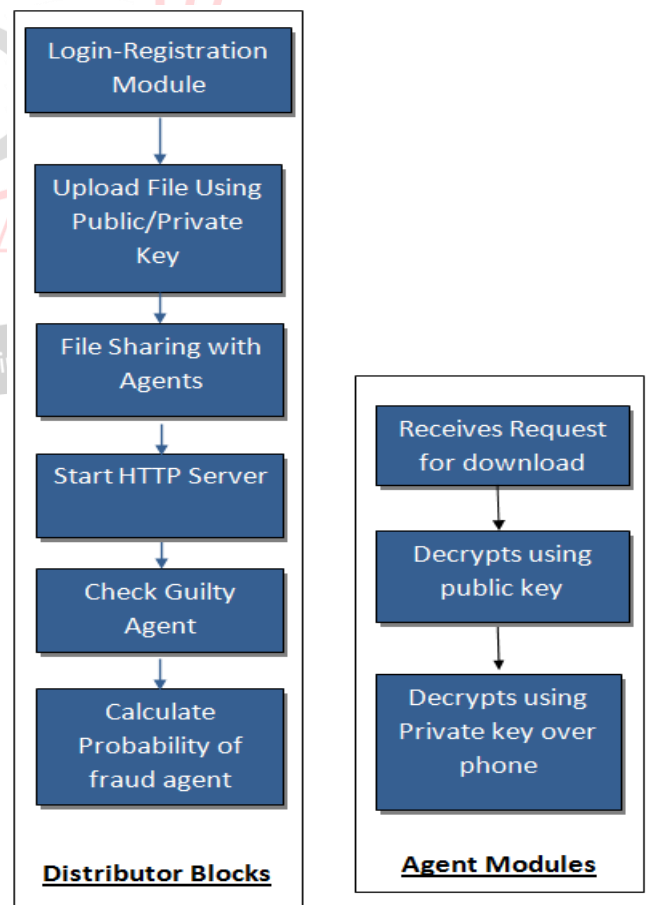 Login-Registration
Module
Upload File Using
Public/Private
Key
File Sharing with
Agents
Start HTTP Server
Check Guilty
Agent
Calculate
Probability of
fraud agent
Distributor Blocks
Receives Request
for download
Decrypts using
public key
Decrypts using
Private key over
phone
Agent Modules